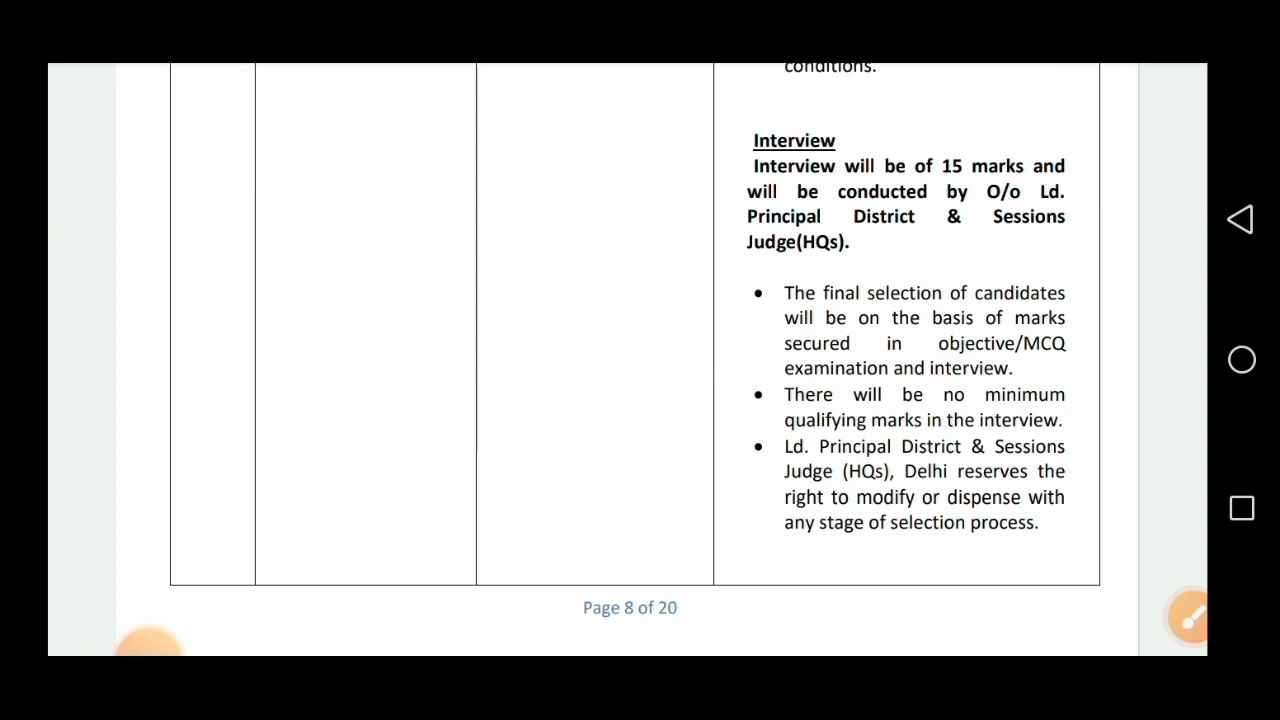 conditions.
Interview
Interview will be of 15 marks and
will be conducted by O/o Ld.
Principal District & Sessions
Judge(HQs).
• The final selection of candidates
will be on the basis of marks
secured in objective/MCQ
examination and interview.
• There will be no minimum
qualifying marks in the interview.
• Ld. Principal District & Sessions
Judge (HQs), Delhi reserves the
right to modify or dispense with
any stage of selection process.
Page 8 of 20